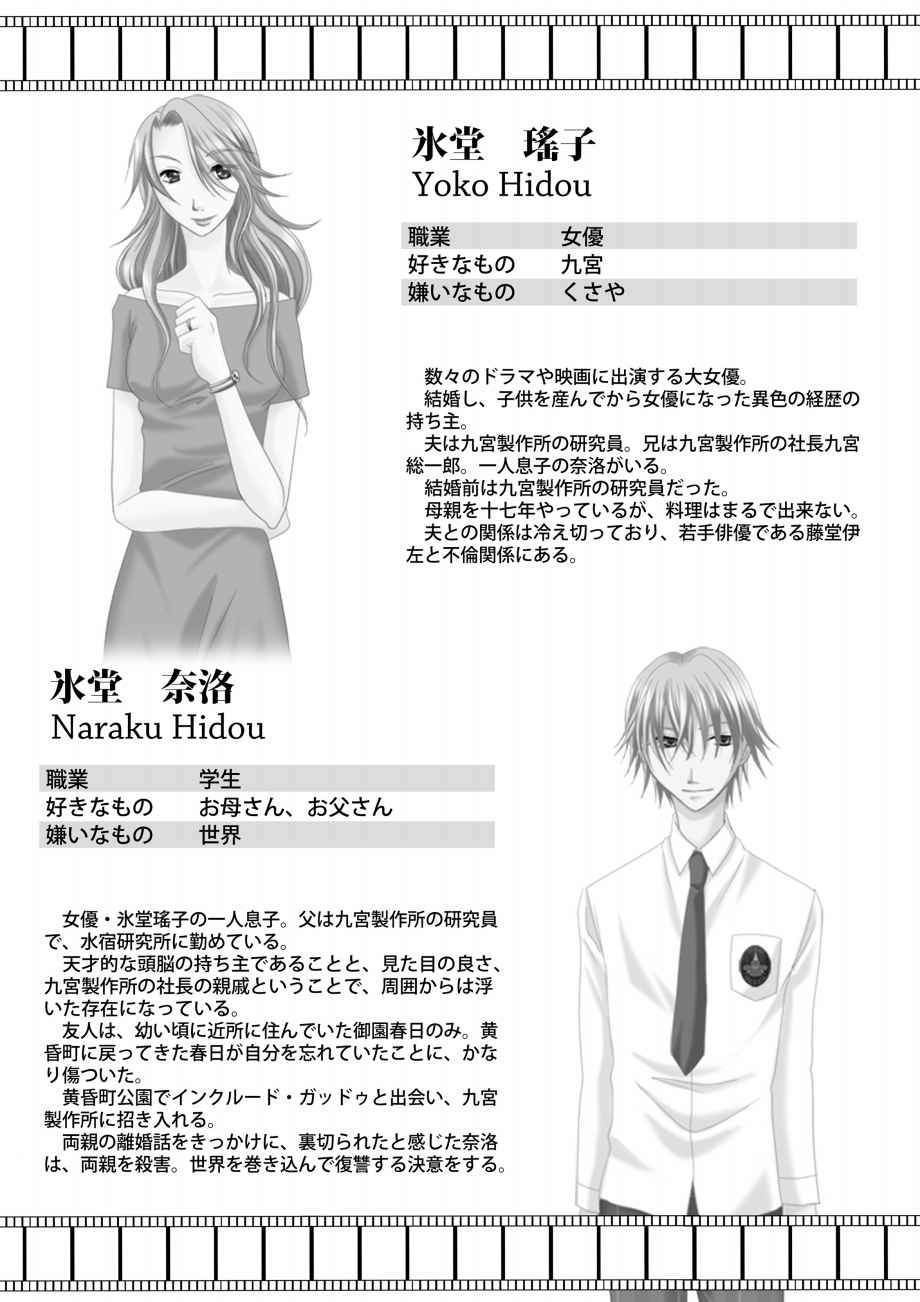 氷堂　瑤子
Yoko Hidou
職業　女優
好きなもの　九宮
嫌いなもの　くさや
　数々のドラマや映画に出演する大女優。
　結婚し、子供を産んでから女優になった異色の経歴の
持ち主。
　夫は九宮製作所の研究員。兄は九宮製作所の社長九宮
総一郎。一人息子の奈洛がいる。
　結婚前は九宮製作所の研究員だった。
　母親を十七年やっているが、料理はまるで出来ない。
　夫との関係は冷え切っており、若手俳優である藤堂伊
左と不倫関係にある。
氷堂　奈洛
Naraku Hidou
職業　学生
好きなもの　お母さん、お父さん
嫌いなもの　世界
　女優・氷堂瑤子の一人息子。父は九宮製作所の研究員
で、水宿研究所に勤めている。
　天才的な頭脳の持ち主であることと、見た目の良さ、
九宮製作所の社長の親戚ということで、周囲からは浮
いた存在になっている。
　友人は、幼い頃に近所に住んでいた御園春日のみ。黄
昏町に戻ってきた春日が自分を忘れていたことに、かな
り傷ついた。
　黄昏町公園でインクルード・ガッドゥと出会い、九宮
製作所に招き入れる。
　両親の離婚話をきっかけに、裏切られたと感じた奈洛
は、両親を殺害。世界を巻き込んで復讐する決意をする。